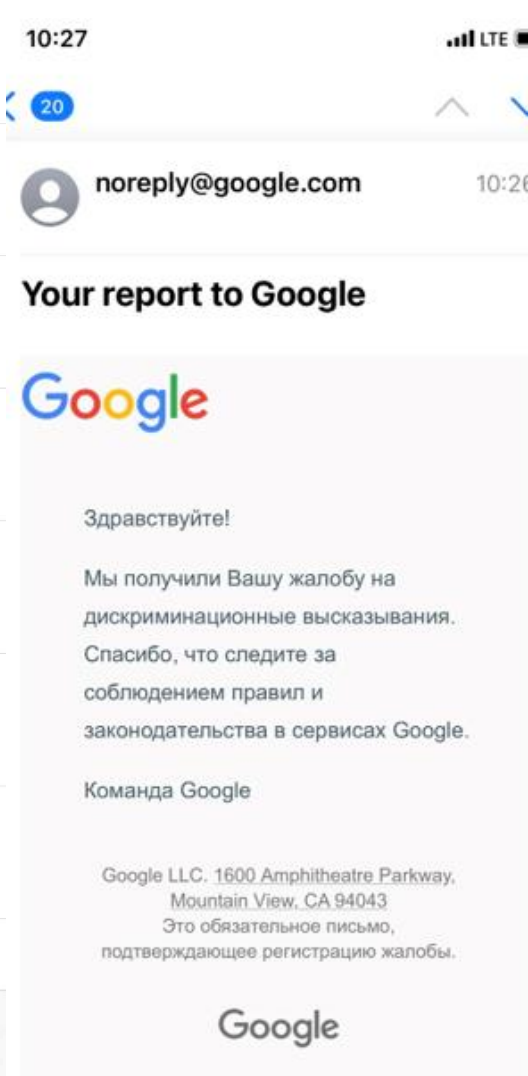 10:27
LTE
20
noreply@google.com
Your report to Google
Google
Здравствуйте!
Мы получили Вашу жалобу на
дискриминационные высказывания.
Спасибо, что следите за
соблюдением правил и
законодательства в сервисах Google.
Команда Google
Google LLC. 1600 Amphitheatre Parkway,
Mountain View, CA 94043
Это обязательное письмо,
подтверждающее регистрацию жалобы.
Google